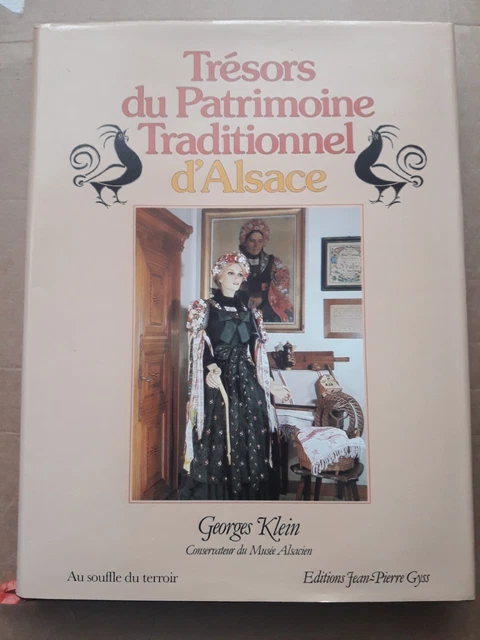 Trésors
du Patrimoine
Traditionnel
d'Alsace
Georges Klein
Conservateur du Musée Alsacien
Au souffle du terroir
Editions Jean-Pierre Gyss